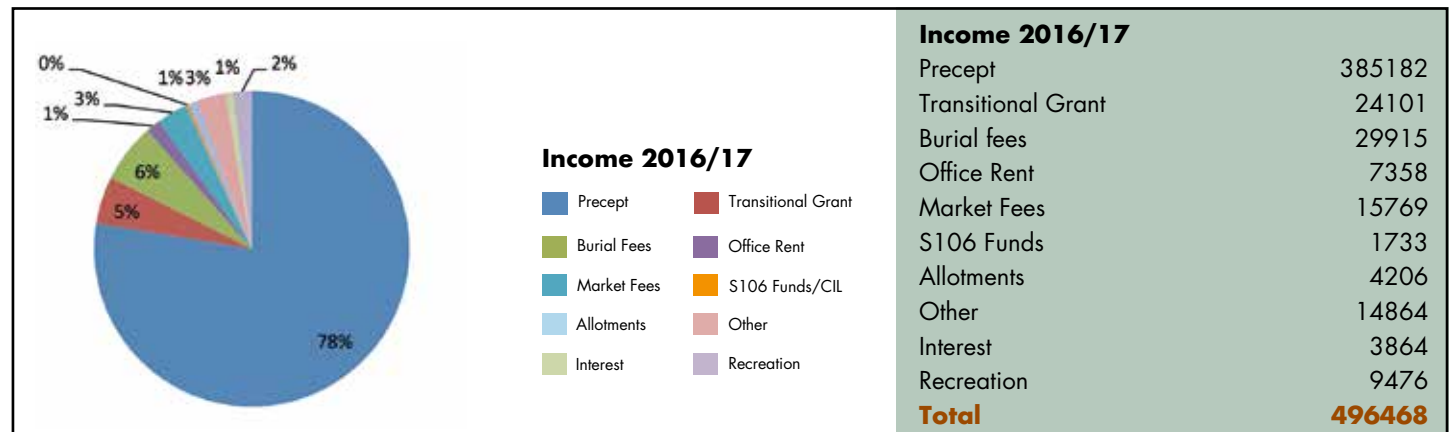 0%
1% 3% 1% 2%
3%
1%
6%
5%
78%
Income 2016/17
Precept Transitional Grant
Burial Fees Office Rent
Market Fees S106 Funds/CIL
Allotments Other
Interest Recreation
Income 2016/17
Precept 385182
Transitional Grant 24101
Burial fees 29915
Office Rent 7358
Market Fees 15769
S106 Funds 1733
Allotments 4206
Other 14864
Interest 3864
Recreation 9476
Total 496468